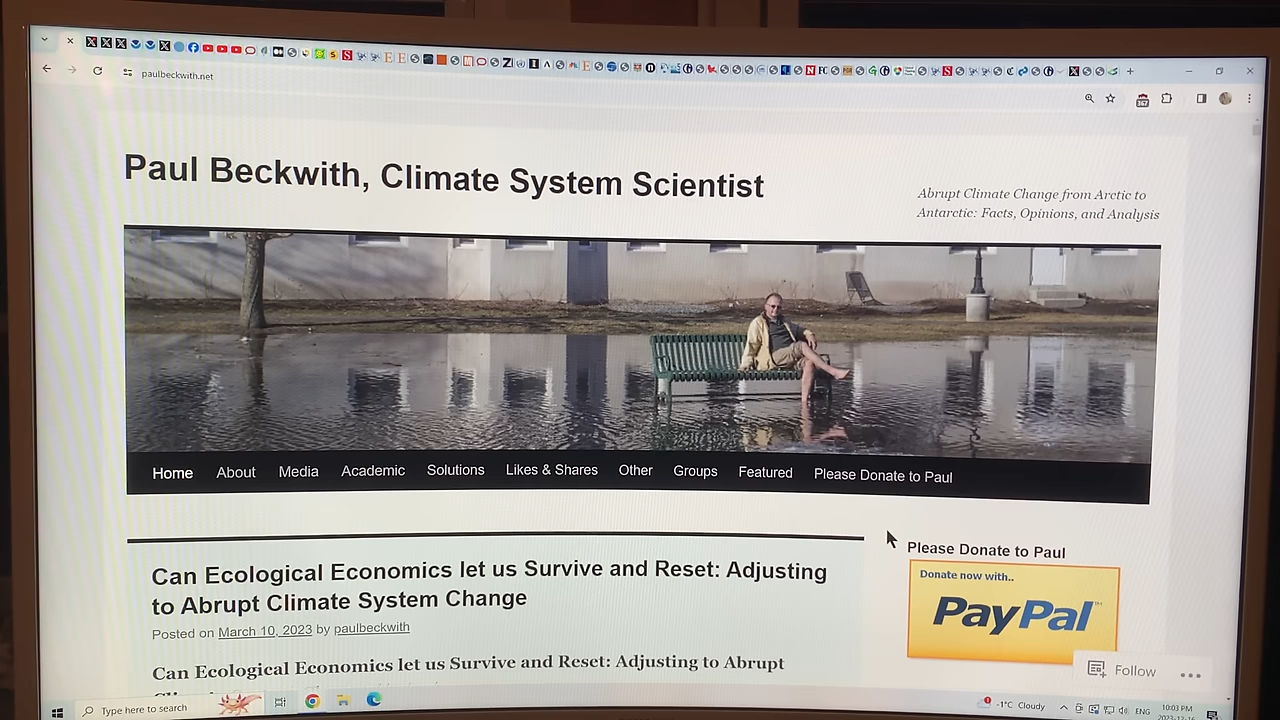 paulbeckwith.net
Paul Beckwith, Climate System Scientist
Abrupt Climate Change from Arctic to
Antarctic: Facts, Opinions, and Analysis
Home About Media Academic Solutions Likes & Shares Other Groups Featured Please Donate to Paul
Can Ecological Economics let us Survive and Reset: Adjusting
to Abrupt Climate System Change
Posted on March 10, 2023 by paulbeckwith
Can Ecological Economics let us Survive and Reset: Adjusting to Abrupt
Please Donate to Paul
Donate now with..
PayPal
Follow
Type here to search
-1°C Cloudy
ENG
10:03 PM